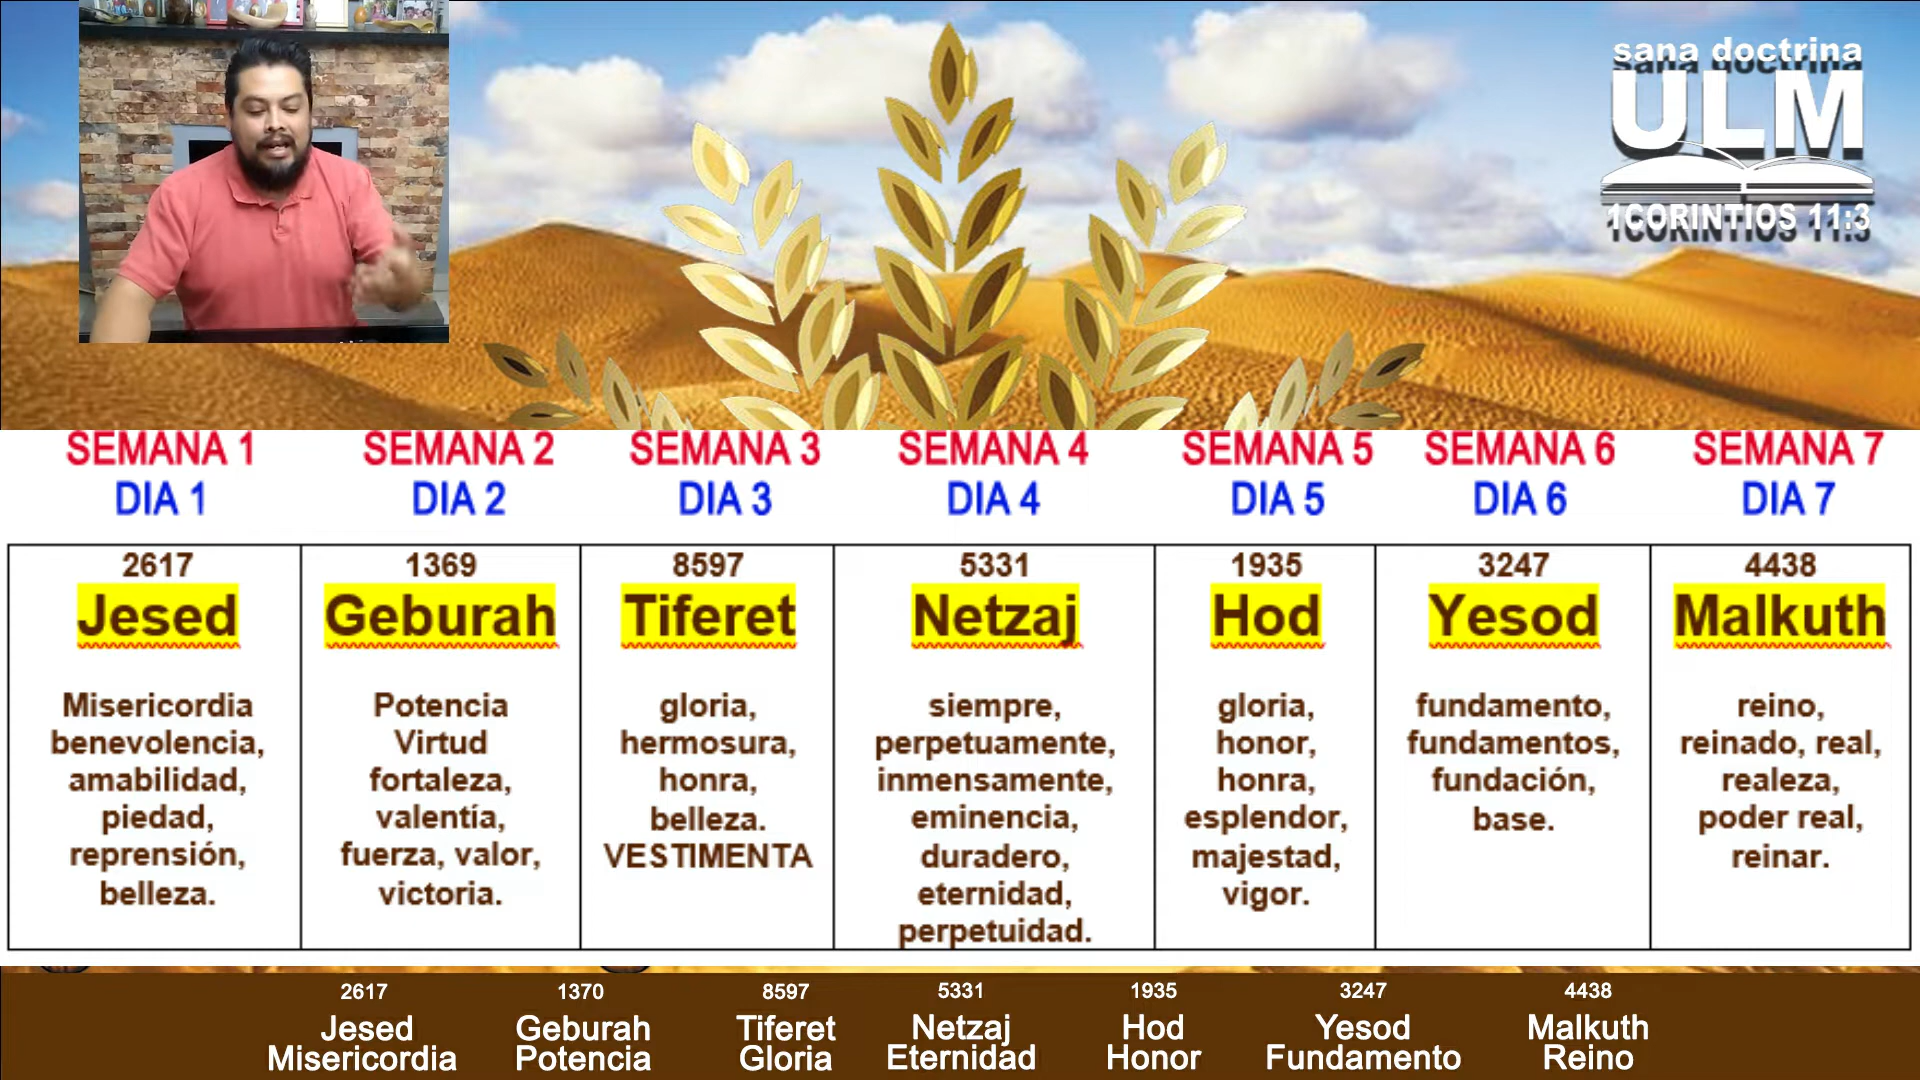 sana doctrina
ULM
1CORINTIOS 11:3
SEMANA 1 SEMANA 2 SEMANA 3 SEMANA 4 SEMANA 5 SEMANA 6 SEMANA 7
DIA 1 DIA 2 DIA 3 DIA 4 DIA 5 DIA 6 DIA 7
2617
Jesed
Misericordia
benevolencia,
amabilidad,
piedad,
reprensión,
belleza.
1369
Geburah
Potencia
Virtud
fortaleza,
valentía,
fuerza, valor,
victoria.
8597
Tiferet
gloria,
hermosura,
honra,
belleza.
VESTIMENTA
5331
Netzaj
siempre,
perpetuamente,
inmensamente,
eminencia,
duradero,
eternidad,
perpetuidad.
1935
Hod
gloria,
honor,
honra,
esplendor,
majestad,
vigor.
3247
Yesod
fundamento,
fundamentos,
fundación,
base.
4438
Malkuth
reino,
reinado, real,
realeza,
poder real,
reinar.
2617 1370 8597 5331 1935 3247 4438
Jesed Geburah Tiferet Netzaj Hod Yesod Malkuth
Misericordia Potencia Gloria Eternidad Honor Fundamento Reino